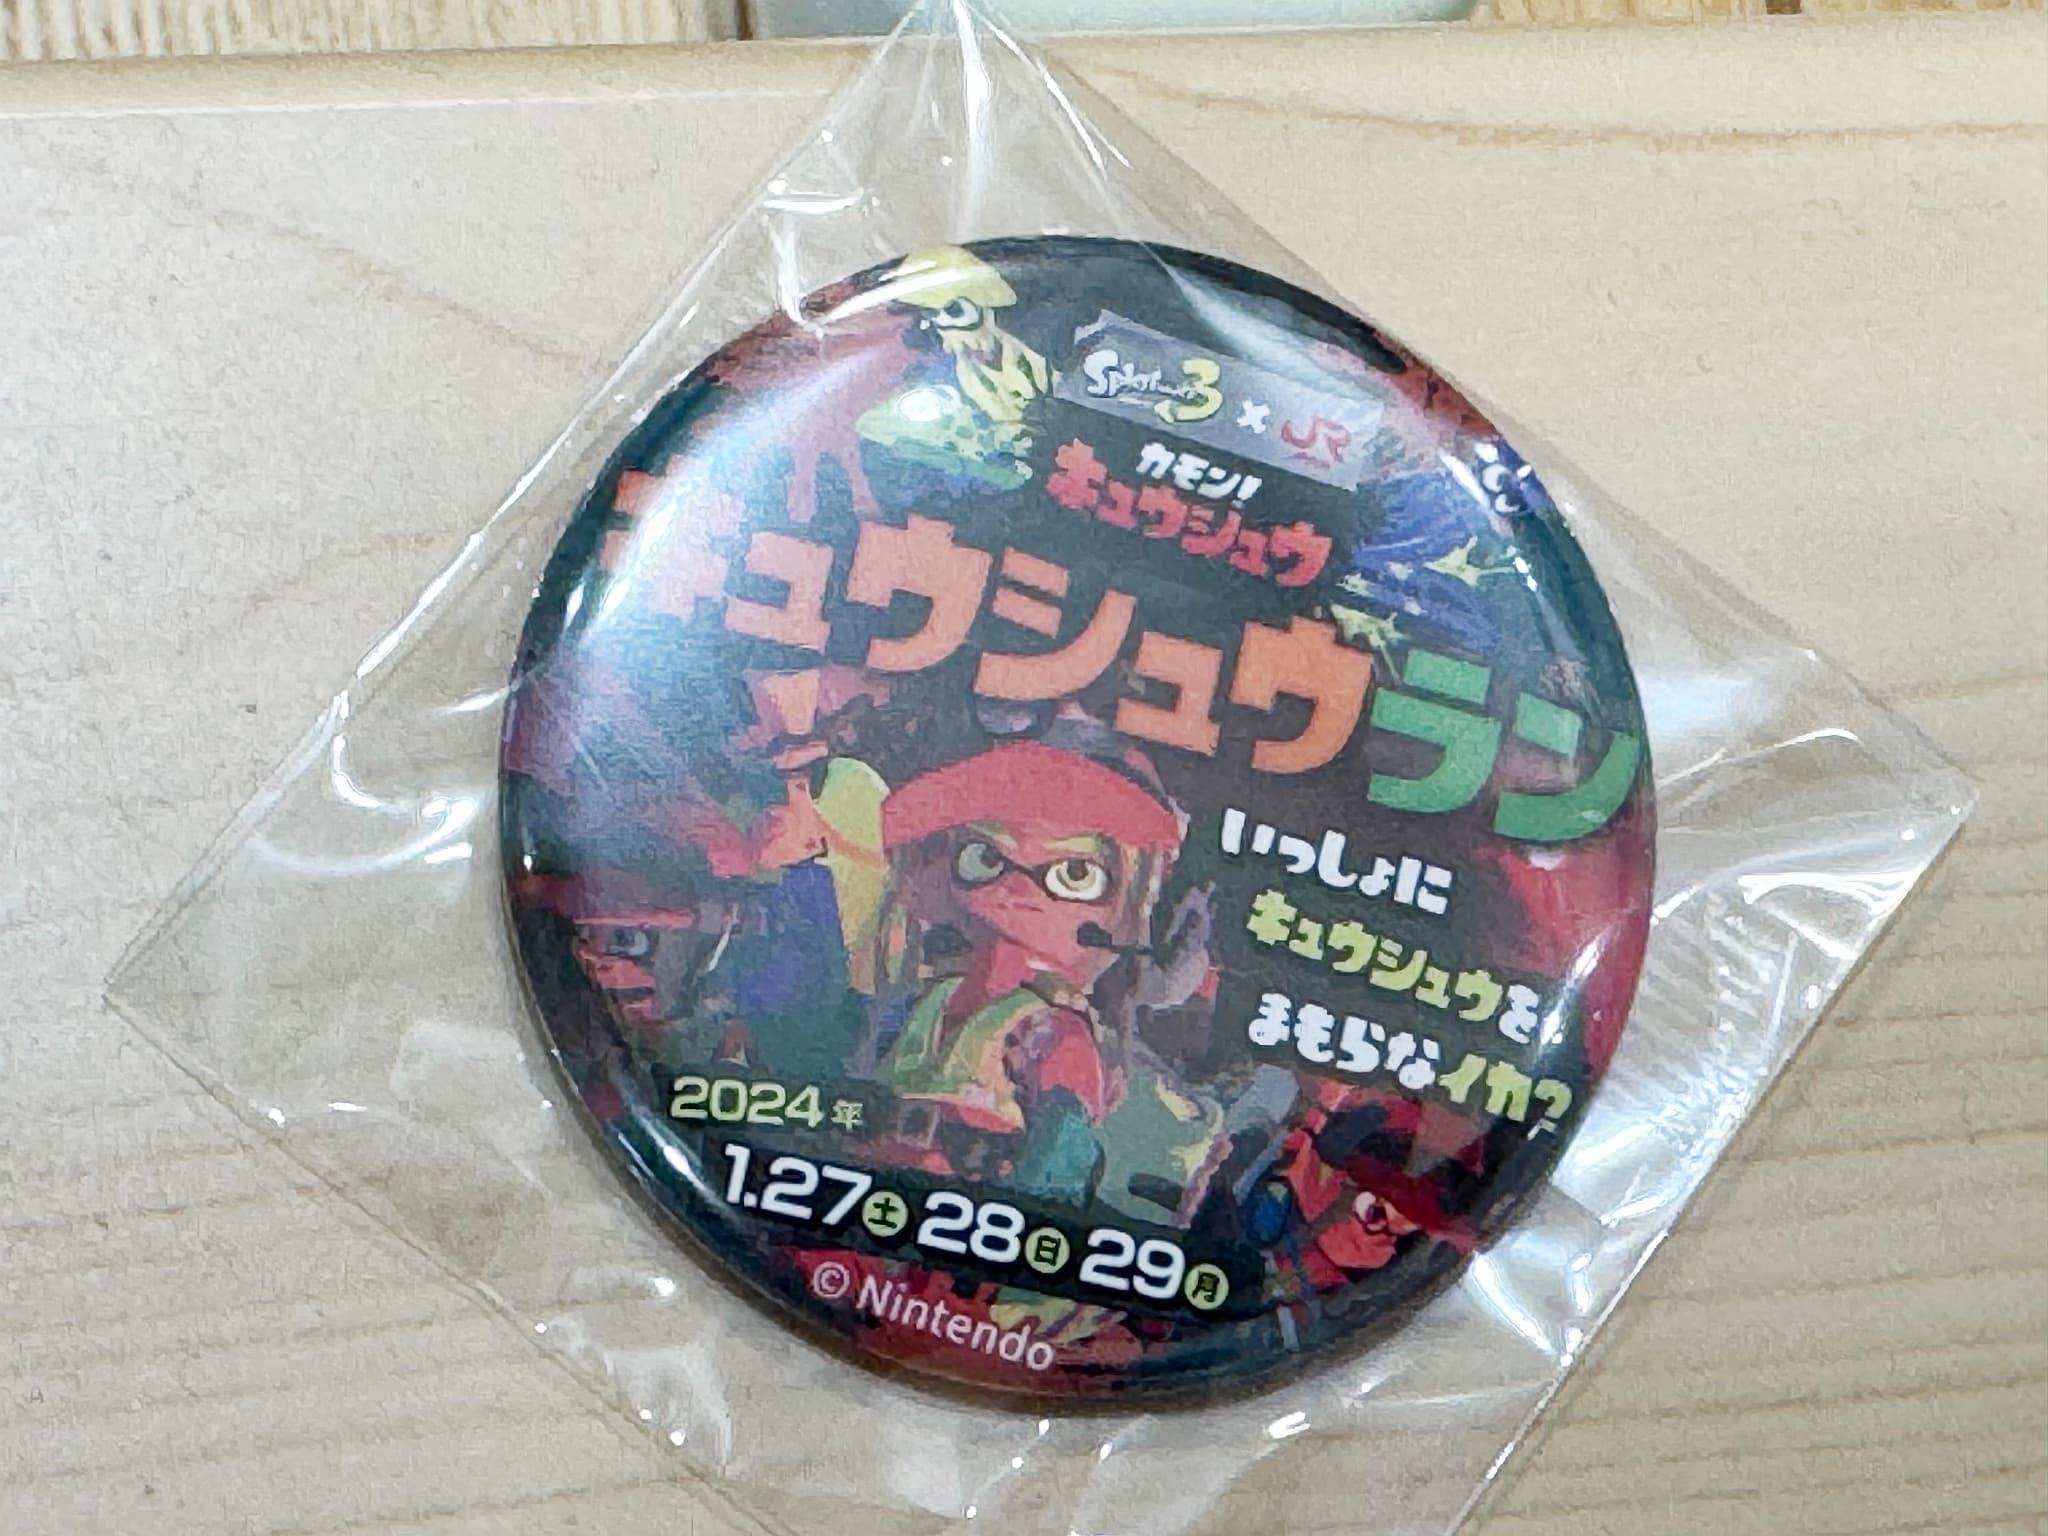 Splatoon3 × JR
カモン!
キュウシュウ
キュウシュウラン
いっしょに
キュウシュウを、
まもらなイカ?
2024年
1.27土 28日 29月
© Nintendo